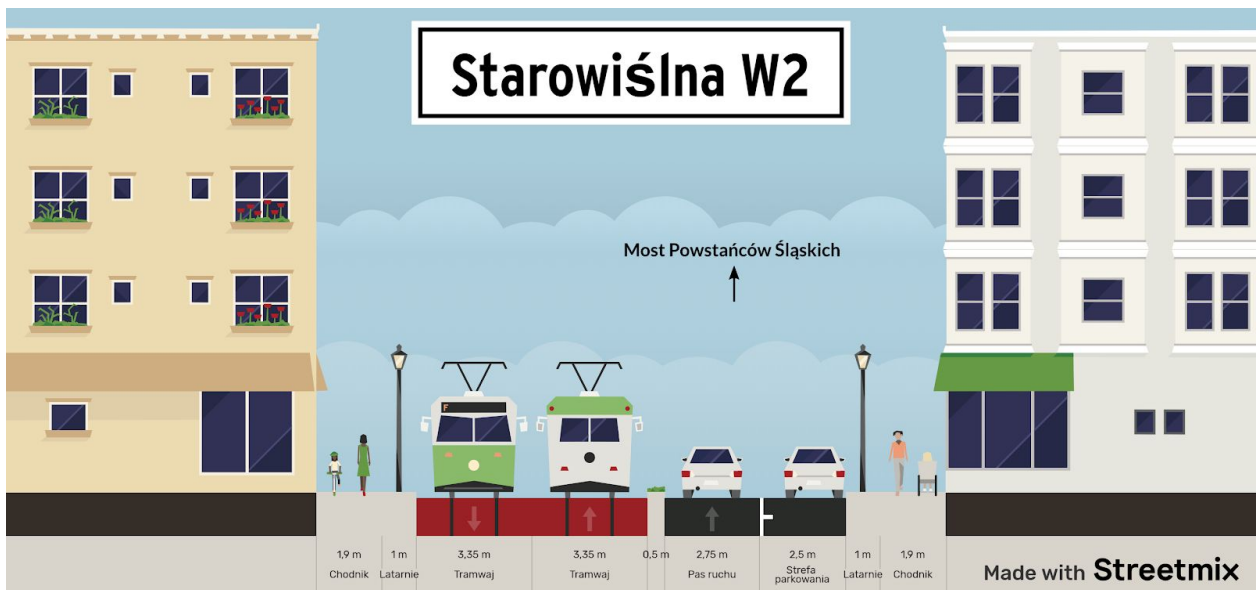 Starowiślna W2
Most Powstańców Śląskich
F
1,9 m
Chodnik
1 m
Latarnie
3,35 m
Tramwaj
3,35 m
Tramwaj
0,5 m
2,75 m
Pas ruchu
2,5 m
Strefa
parkowania
1 m
Latarnie
1,9 m
Chodnik
Made with Streetmix